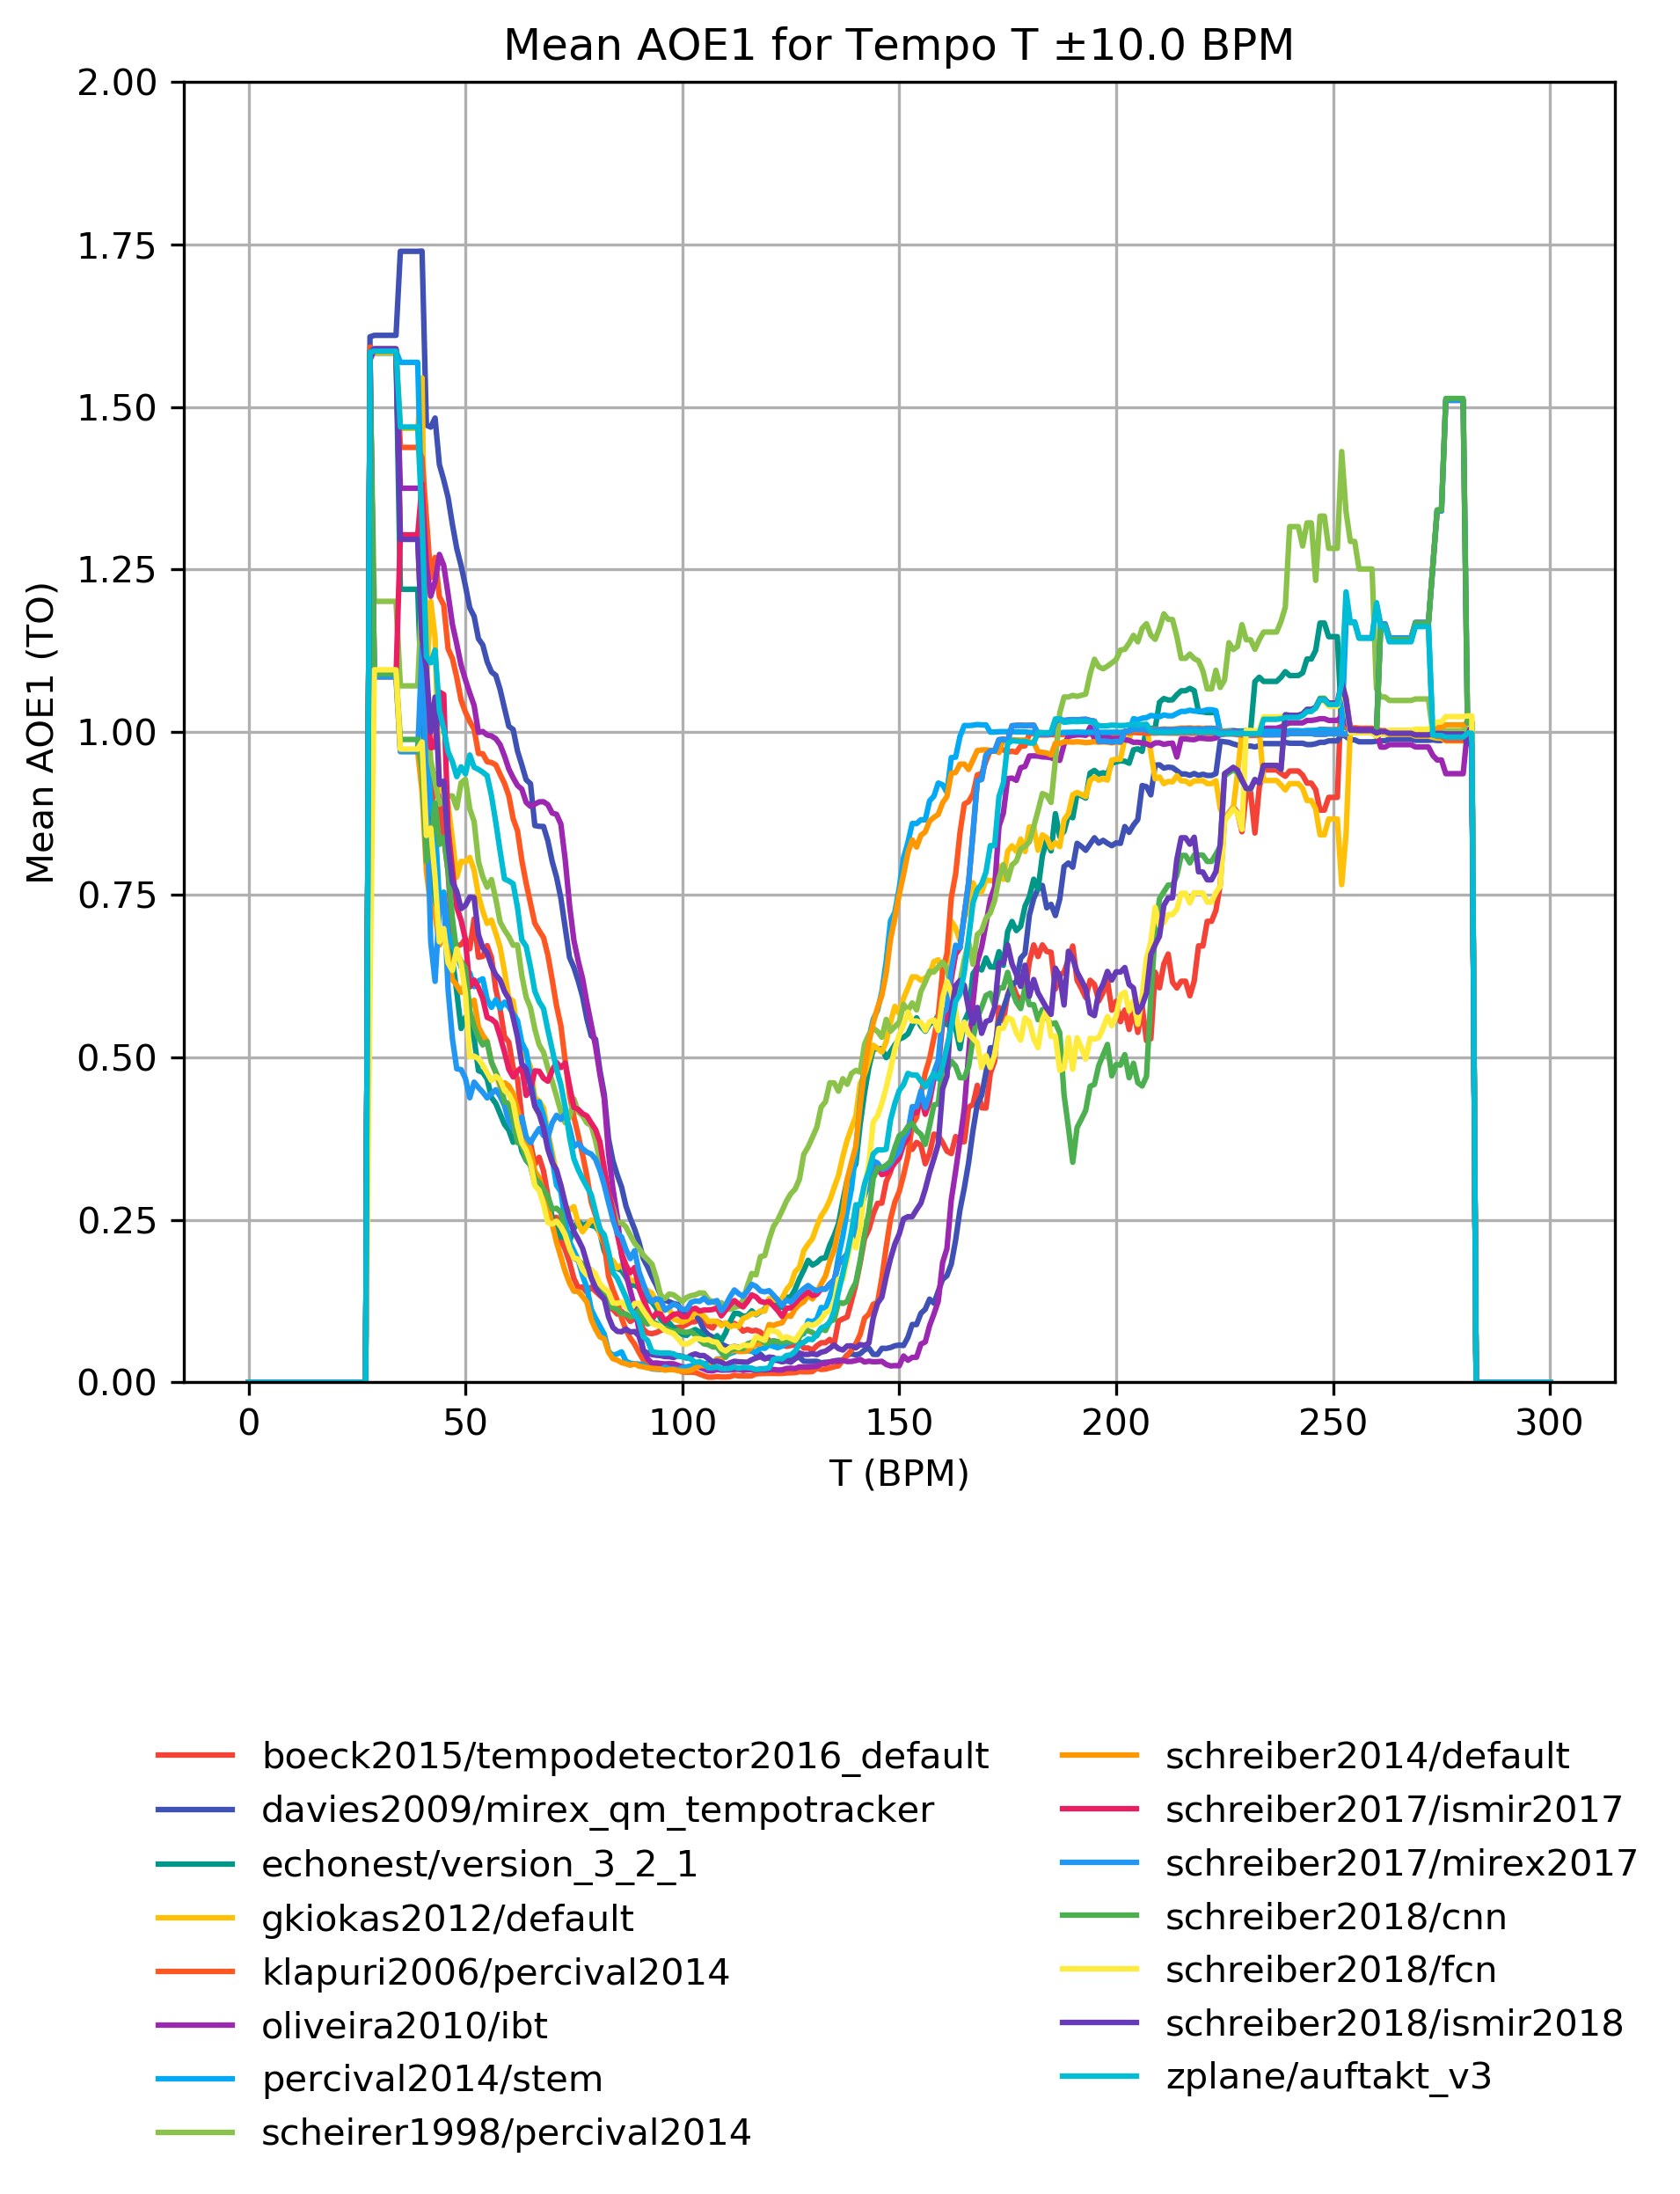 Mean AOE1 for Tempo T ±10.0 BPM
2.00
1.75
1.50
1.25
1.00
0.75
0.50
0.25
0.00
Mean AOE1 (TO)
0 50 100 150 200 250 300
T (BPM)
boeck2015/tempodetector2016_default
davies2009/mirex_qm_tempotracker
echonest/version_3_2_1
gkiokas2012/default
klapuri2006/percival2014
oliveira2010/ibt
percival2014/stem
scheirer1998/percival2014
schreiber2014/default
schreiber2017/ismir2017
schreiber2017/mirex2017
schreiber2018/cnn
schreiber2018/fcn
schreiber2018/ismir2018
zplane/auftakt_v3